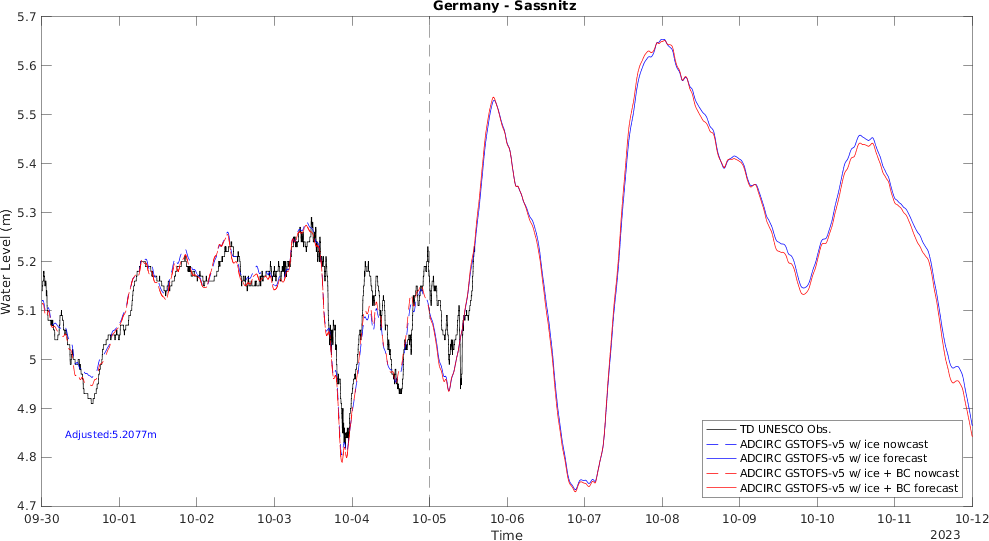 Germany - Sassnitz
5.7
5.6
5.5
5.4
5.3
5.2
5.1
5
4.9
4.8
4.7
Water Level (m)
Adjusted:5.2077m
TD UNESCO Obs.
ADCIRC GSTOFS-v5 w/ ice nowcast
ADCIRC GSTOFS-v5 w/ ice forecast
ADCIRC GSTOFS-v5 w/ ice + BC nowcast
ADCIRC GSTOFS-v5 w/ ice + BC forecast
09-30 10-01 10-02 10-03 10-04 10-05 10-06 10-07 10-08 10-09 10-10 10-11 10-12
Time
2023